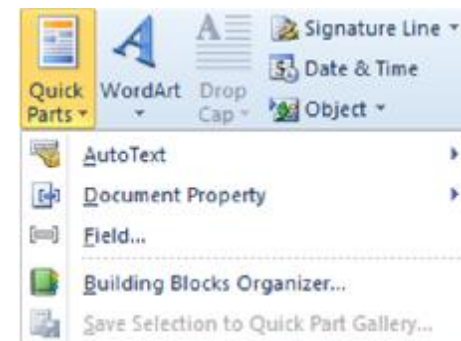 Quick Parts
WordArt
Drop Cap
Signature Line
Date & Time
Object
AutoText
Document Property
Field...
Building Blocks Organizer...
Save Selection to Quick Part Gallery...